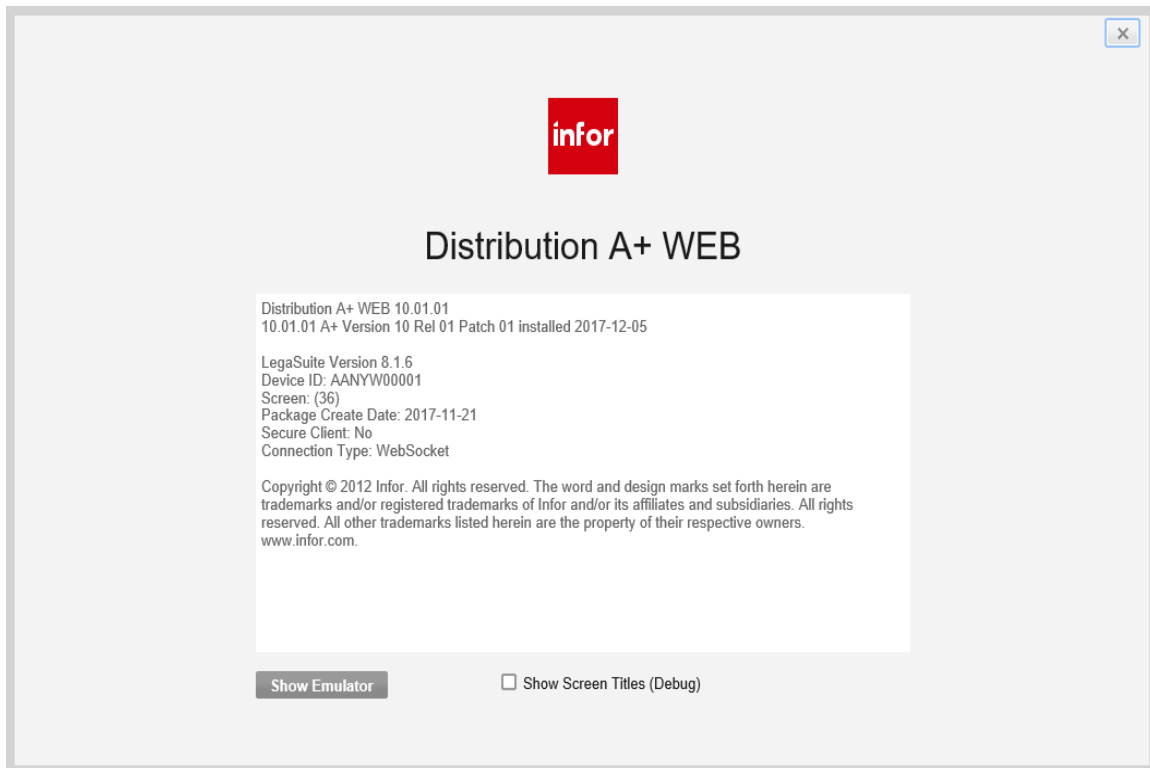 ×
infor
Distribution A+ WEB
Distribution A+ WEB 10.01.01
10.01.01 A+ Version 10 Rel 01 Patch 01 installed 2017-12-05
LegaSuite Version 8.1.6
Device ID: AANYW00001
Screen: (36)
Package Create Date: 2017-11-21
Secure Client: No
Connection Type: WebSocket
Copyright © 2012 Infor. All rights reserved. The word and design marks set forth herein are
trademarks and/or registered trademarks of Infor and/or its affiliates and subsidiaries. All rights
reserved. All other trademarks listed herein are the property of their respective owners.
www.infor.com.
Show Emulator
Show Screen Titles (Debug)